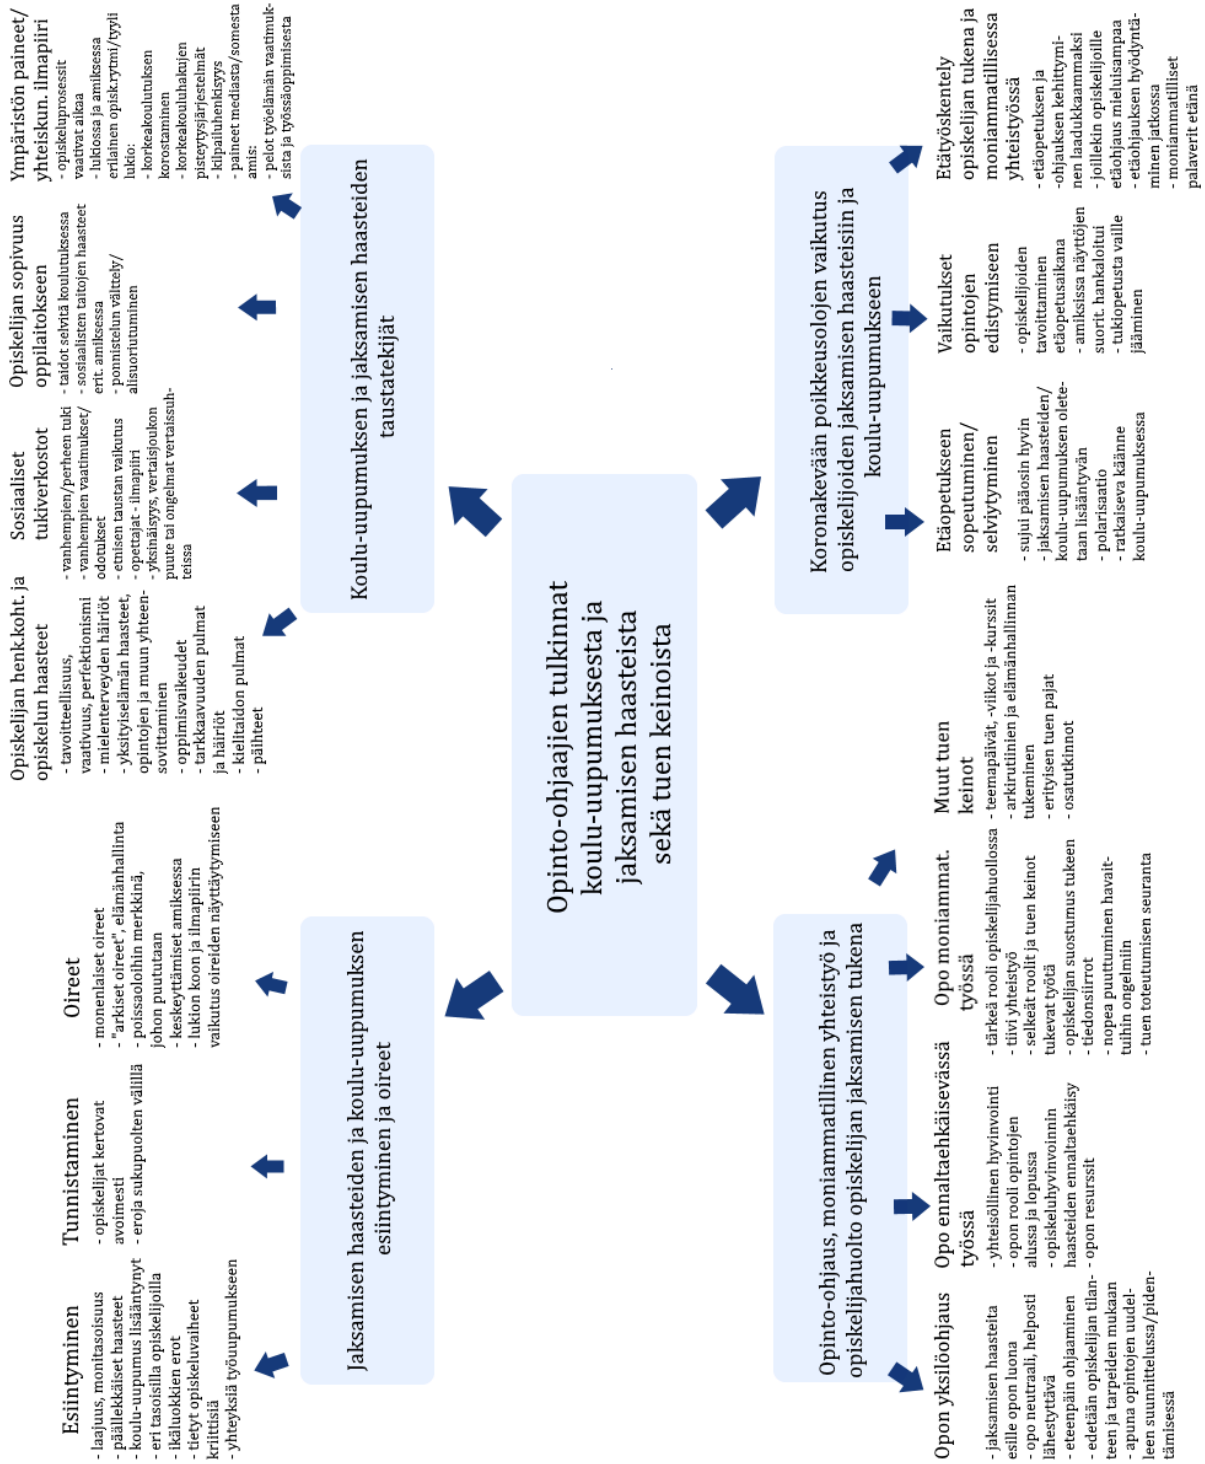 Esiintyminen
- laajuus, monitasoisuus
- päällekkäiset haasteet
- koulu-uupumus lisääntynyt
- eri tasoisilla opiskelijoilla
- ikäluokkien erot
- tietyt opiskeluvaiheet
kriittisiä
- yhteyksiä työuupumukseen
Tunnistaminen
- opiskelijat kertovat
avoimesti
- eroja sukupuolten välillä
Oireet
- monenlaiset oireet
- "arkiset oireet", elämänhallinta
- poissaoloihin merkkinä,
johon puututaan
- keskeyttämiset amiksessa
- lukion koon ja ilmapiirin
vaikutus oireiden näyttäytymiseen
Opiskelijan henk.koht. ja
opiskelun haasteet
- tavoitteellisuus,
vaativuus, perfektionismi
- mielenterveyden häiriöt
- yksityiselämän haasteet,
opintojen ja muun yhteen-
sovittaminen
- oppimisvaikeudet
- tarkkaavuuden pulmat
ja häiriöt
- kielitaidon pulmat
- päihteet
Sosiaaliset
tukiverkostot
- vanhempien/perheen tuki
- vanhempien vaatimukset/
odotukset
- etnisen taustan vaikutus
- opettajat - ilmapiiri
- yksinäisyys, vertaisjoukon
puute tai ongelmat vertaissuh-
teissa
Opiskelijan sopivuus
oppilaitokseen
- taidot selvitä koulutuksessa
- sosiaalisten taitojen haasteet
erit. amiksessa
- ponnistelun välttely/
alisuoriutuminen
Ympäristön paineet/
yhteiskun. ilmapiiri
- opiskeluprosessit
vaativat aikaa
- lukiossa ja amiksessa
erilainen opisk.rytmi/tyyli
lukio:
- korkeakoulutuksen
korostaminen
- korkeakouluhakujen
pisteytysjärjestelmät
- kilpailuhenkisyys
- paineet mediasta/somesta
amis:
- pelot työelämän vaatimuk-
sista ja työssäoppimisesta
Jaksamisen haasteiden ja koulu-uupumuksen
esiintyminen ja oireet
Koulu-uupumuksen ja jaksamisen haasteiden
taustatekijät
Opinto-ohjaajien tulkinnat
koulu-uupumuksesta ja
jaksamisen haasteista
sekä tuen keinoista
Opinto-ohjaus, moniammatillinen yhteistyö ja
opiskelijahuolto opiskelijan jaksamisen tukena
Koronakevään poikkeusolojen vaikutus
opiskelijoiden jaksamisen haasteisiin ja
koulu-uupumukseen
Opon yksilöohjaus
- jaksamisen haasteita
esille opon luona
- opo neutraali, helposti
lähestyttävä
- eteenpäin ohjaaminen
- edetään opiskelijan tilan-
teen ja tarpeiden mukaan
- apuna opintojen uudel-
leen suunnittelussa/piden-
tämisessä
Opo ennaltaehkäisevässä
työssä
- yhteisöllinen hyvinvointi
- opon rooli opintojen
alussa ja lopussa
- opiskeluhyvinvoinnin
haasteiden ennaltaehkäisy
- opon resurssit
Opo moniammat.
työssä
- tärkeä rooli opiskelijahuollossa
- tiivi yhteistyö
- selkeät roolit ja tuen keinot
tukevat työtä
- opiskelijan suostumus tukeen
- tiedonsiirrot
- nopea puuttuminen havait-
tuihin ongelmiin
- tuen toteutumisen seuranta
Muut tuen
keinot
- teemapäivät, -viikot ja -kurssit
- arkirutiinien ja elämänhallinnan
tukeminen
- erityisen tuen pajat
- osatutkinnot
Etäopetukseen
sopeutuminen/
selviytyminen
- sujui pääosin hyvin
- jaksamisen haasteiden/
koulu-uupumuksen olete-
taan lisääntyvän
- polarisaatio
- ratkaiseva käänne
koulu-uupumuksessa
Vaikutukset
opintojen
edistymiseen
- opiskelijoiden
tavoittaminen
etäopetusaikana
- amiksissa näyttöjen
suorit. hankaloitui
- tukiopetusta vaille
jääminen
Etätyöskentely
opiskelijan tukena ja
moniammatillisessa
yhteistyössä
- etäopetuksen ja
-ohjauksen kehittymi-
nen laadukkaammaksi
- joillekin opiskelijoille
etäohjaus mieluisampaa
- etäohjauksen hyödyntä-
minen jatkossa
- moniammatilliset
palaverit etänä